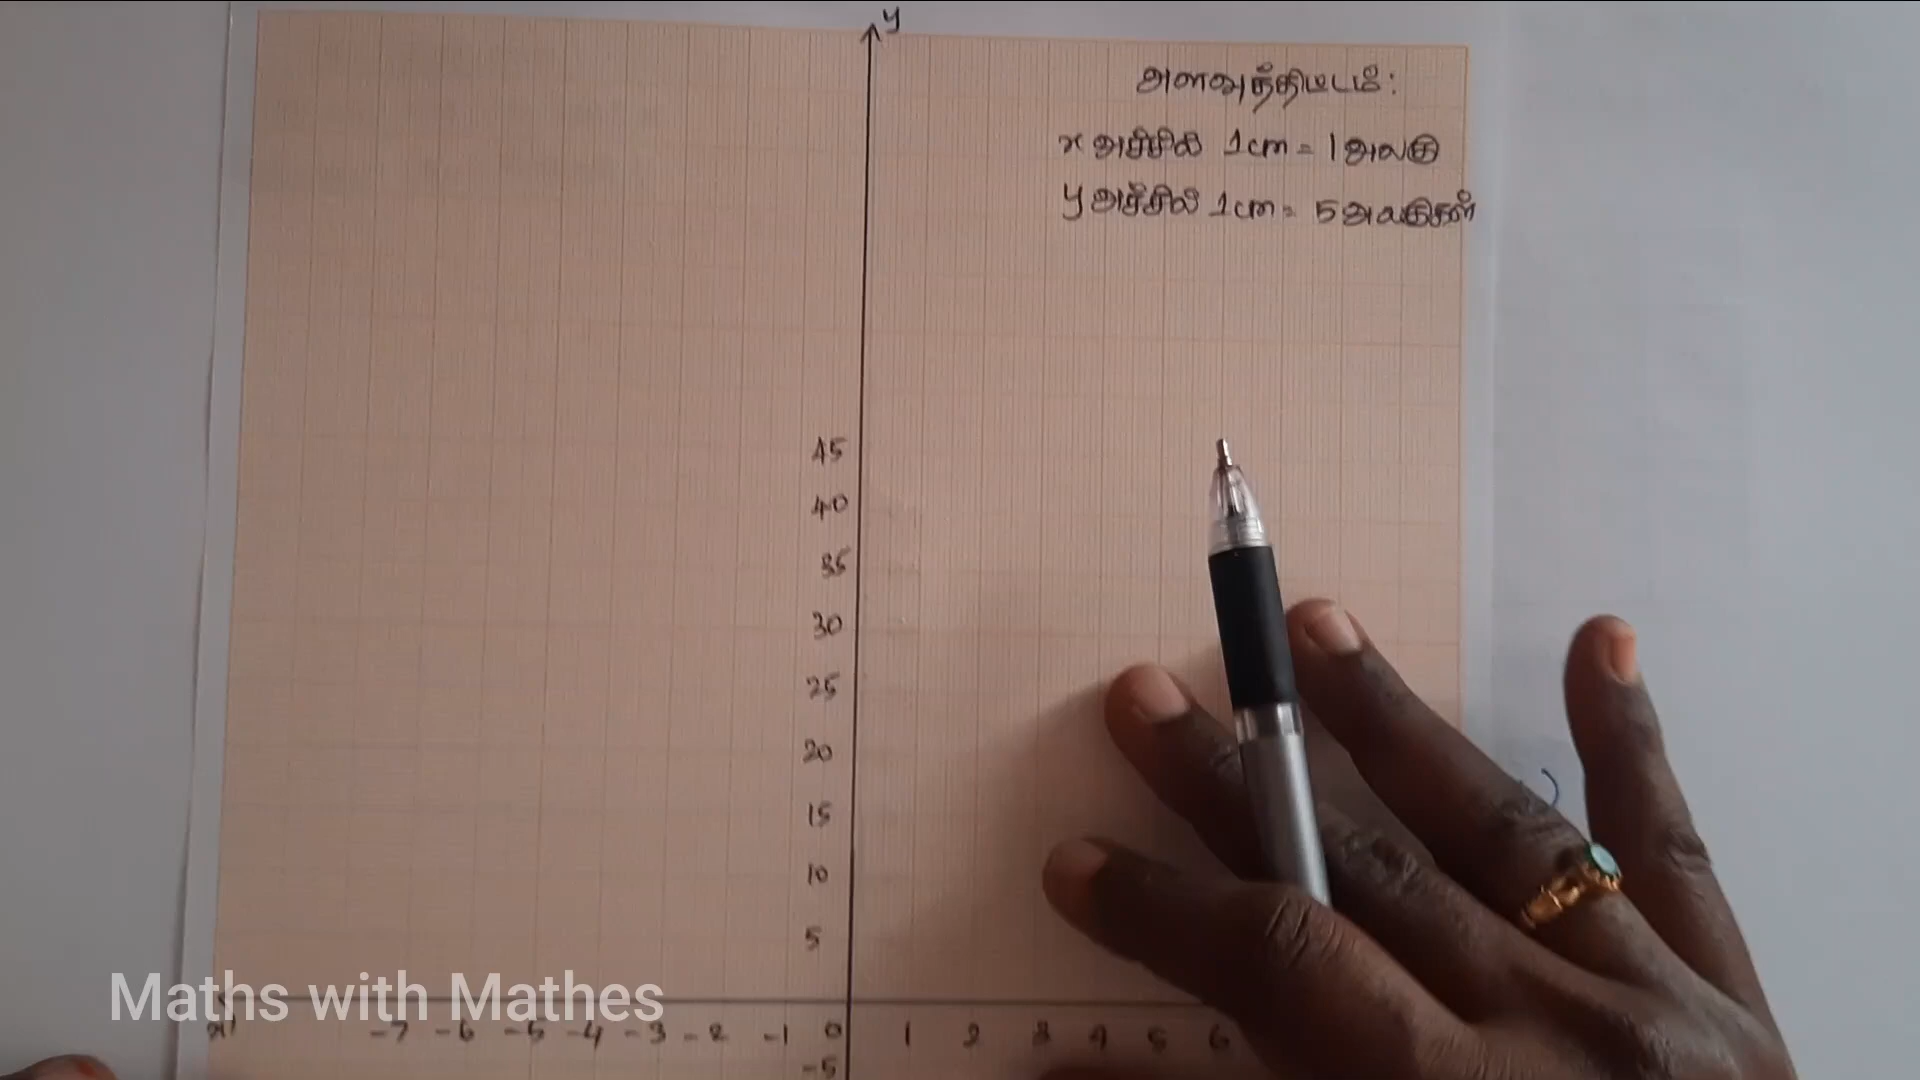 y
அளவுத்திட்டம்:
x அச்சில் 1cm = 1 அலகு
y அச்சில் 1cm = 5 அலகுகள்
45
40
35
30
25
20
15
10
5
Maths with Mathes
x' -7 -6 -5 -4 -3 -2 -1 0 1 2 3 4 5 6
-5